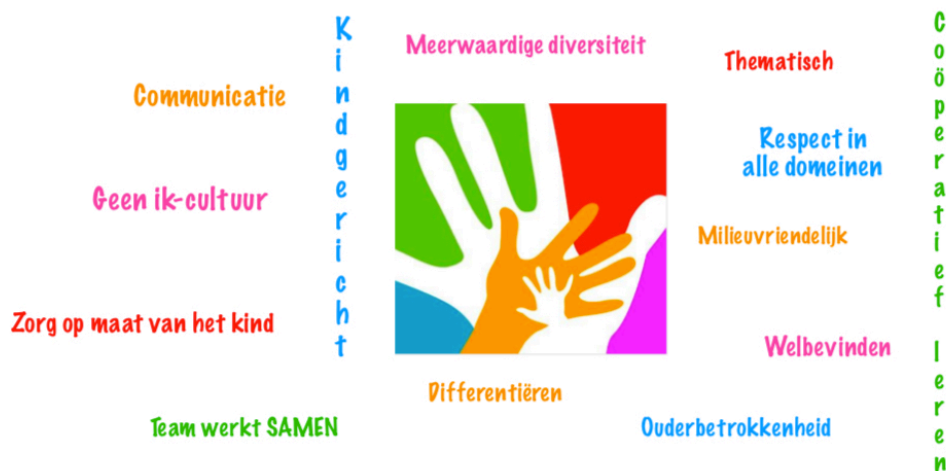 Kindgericht
Meerwaardige diversiteit
Thematisch
Coöperatief leren
Communicatie
Respect in
alle domeinen
Geen ik-cultuur
Milieuvriendelijk
Zorg op maat van het kind
Welbevinden
Differentiëren
Team werkt SAMEN
Ouderbetrokkenheid